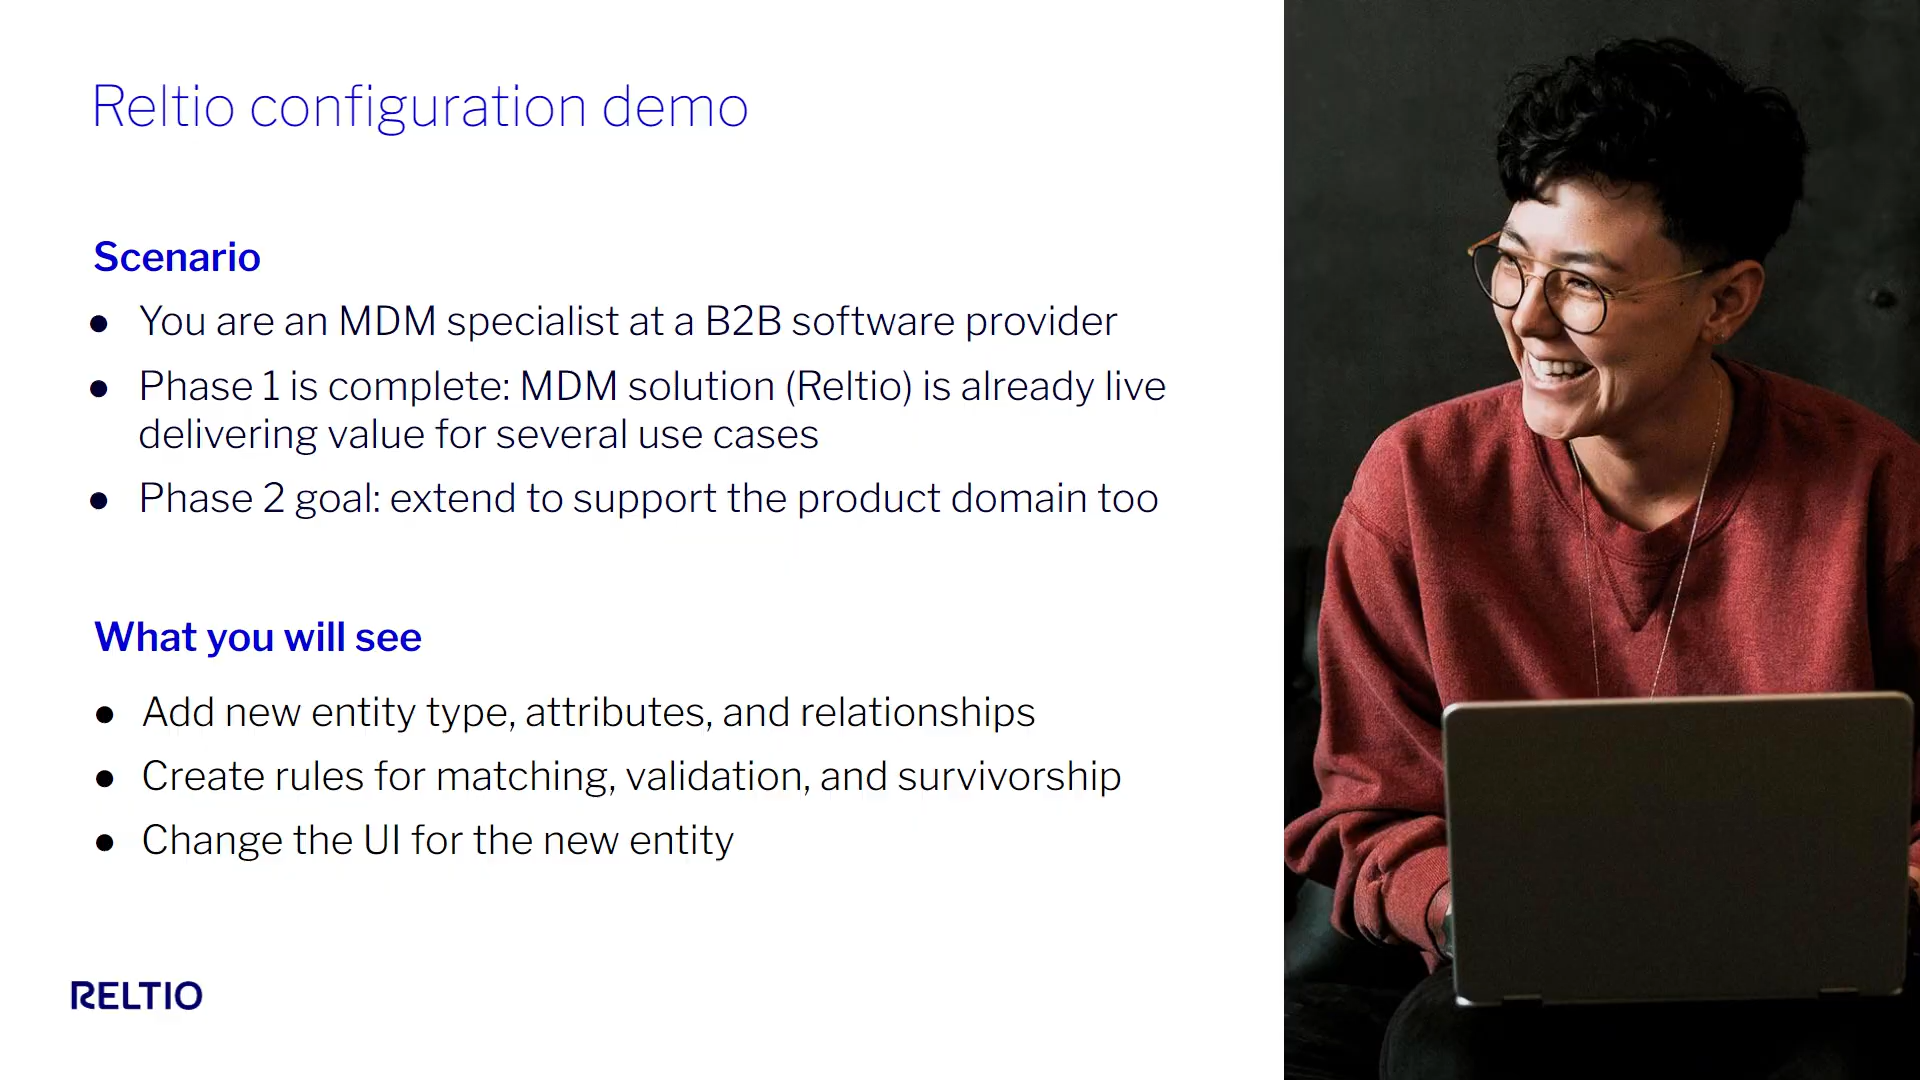 Reltio configuration demo
Scenario
● You are an MDM specialist at a B2B software provider
● Phase 1 is complete: MDM solution (Reltio) is already live
delivering value for several use cases
● Phase 2 goal: extend to support the product domain too
What you will see
● Add new entity type, attributes, and relationships
● Create rules for matching, validation, and survivorship
● Change the UI for the new entity
RELTIO